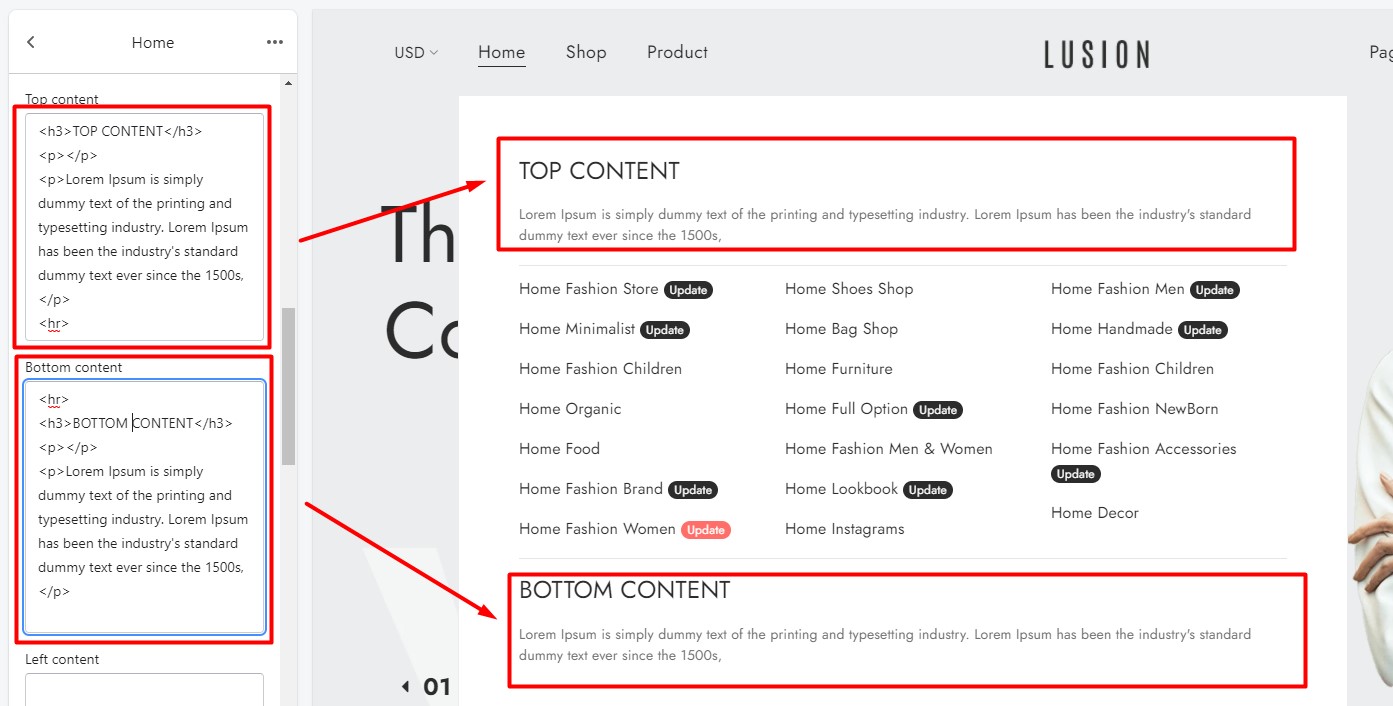 Home
•••
Top content
<h3>TOP CONTENT</h3>
<p></p>
<p>Lorem Ipsum is simply
dummy text of the printing and
typesetting industry. Lorem Ipsum
has been the industry's standard
dummy text ever since the 1500s,
</p>
<hr>
Bottom content
<hr>
<h3>BOTTOM CONTENT</h3>
<p></p>
<p>Lorem Ipsum is simply
dummy text of the printing and
typesetting industry. Lorem Ipsum
has been the industry's standard
dummy text ever since the 1500s,
</p>
Left content
USD Home Shop Product LUSION Pag
Th
Co
TOP CONTENT
Lorem Ipsum is simply dummy text of the printing and typesetting industry. Lorem Ipsum has been the industry's standard
dummy text ever since the 1500s,
Home Fashion Store Update Home Shoes Shop Home Fashion Men Update
Home Minimalist Update Home Bag Shop Home Handmade Update
Home Fashion Children Home Furniture Home Fashion Children
Home Organic Home Full Option Update Home Fashion NewBorn
Home Food Home Fashion Men & Women Home Fashion Accessories
Update
Home Fashion Brand Update Home Lookbook Update Home Decor
Home Fashion Women Update Home Instagrams
BOTTOM CONTENT
Lorem Ipsum is simply dummy text of the printing and typesetting industry. Lorem Ipsum has been the industry's standard
dummy text ever since the 1500s,
01